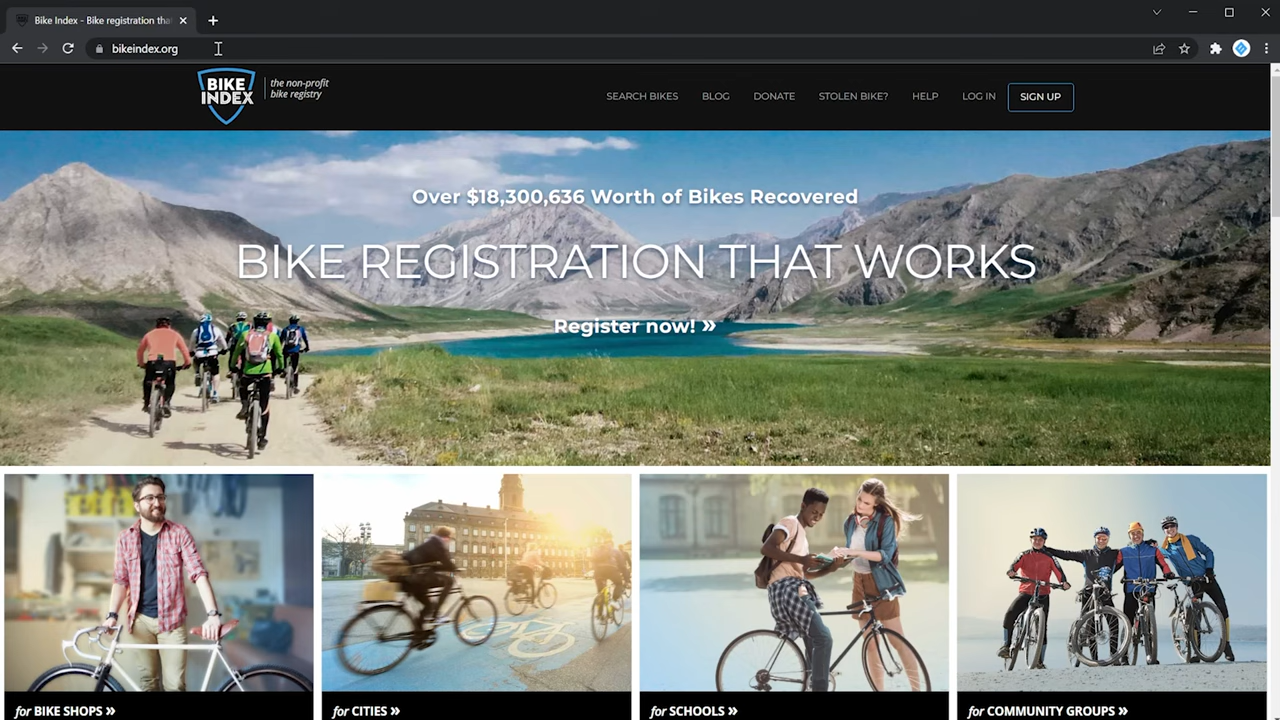 Bike Index - Bike registration tha
bikeindex.org
BIKE INDEX
the non-profit
bike registry
SEARCH BIKES BLOG DONATE STOLEN BIKE? HELP LOG IN SIGN UP
Over $18,300,636 Worth of Bikes Recovered
BIKE REGISTRATION THAT WORKS
Register now! »
for BIKE SHOPS »
for CITIES »
for SCHOOLS »
for COMMUNITY GROUPS »